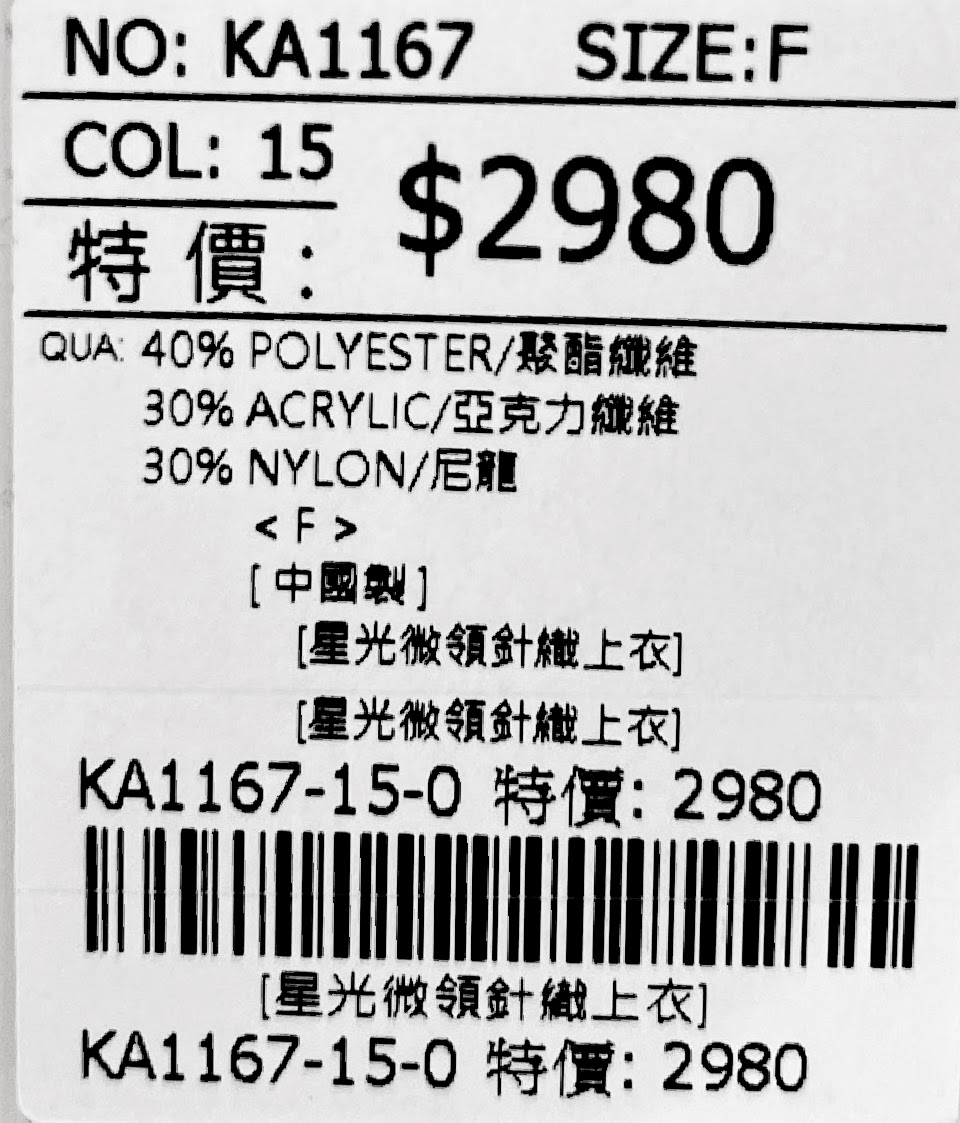 NO: KA1167 SIZE:F
COL: 15
$2980
特價:
QUA: 40% POLYESTER/聚酯纖維
30% ACRYLIC/亞克力纖維
30% NYLON/尼龍
< F >
[中國製]
[星光微領針織上衣]
[星光微領針織上衣]
KA1167-15-0 特價: 2980
[星光微領針織上衣]
KA1167-15-0 特價: 2980